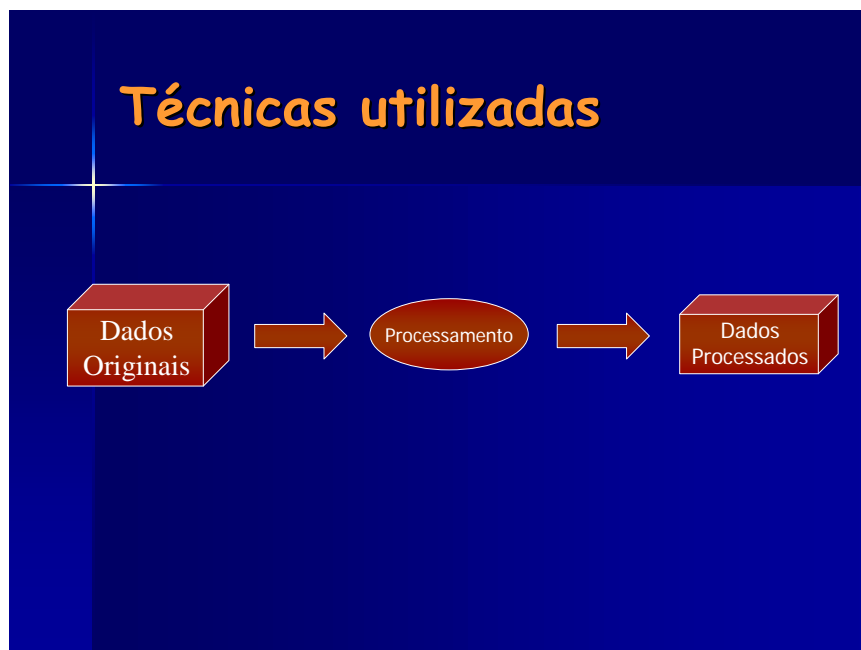 Técnicas utilizadas
Dados
Originais
Processamento
Dados
Processados